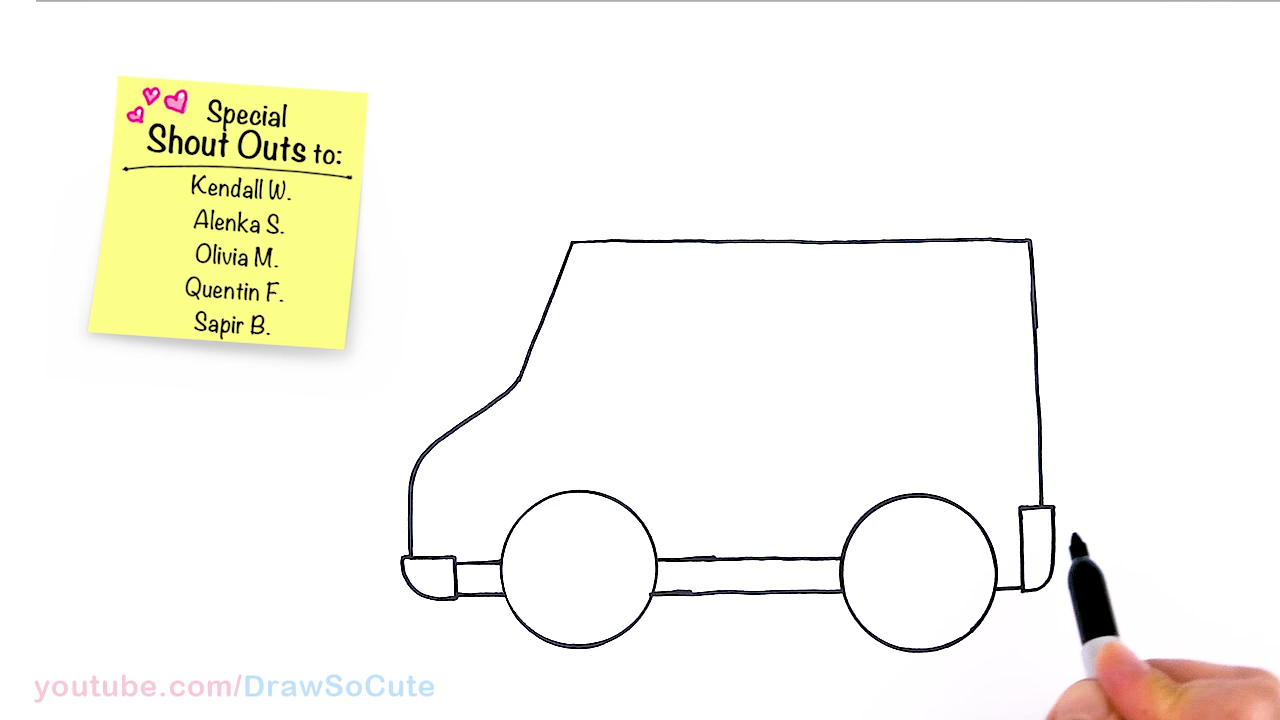 Special
Shout Outs to:
Kendall W.
Alenka S.
Olivia M.
Quentin F.
Sapir B.
youtube.com/DrawSoCute